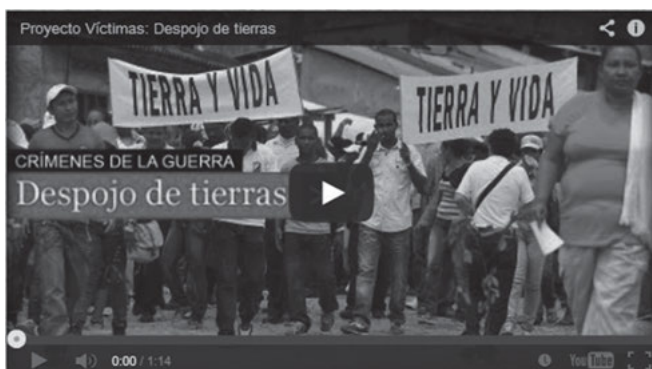 Proyecto Víctimas: Despojo de tierras
TIERRA Y VIDA
TIERRA Y VIDA
CRÍMENES DE LA GUERRA
Despojo de tierras
0:00 / 1:14
YouTube